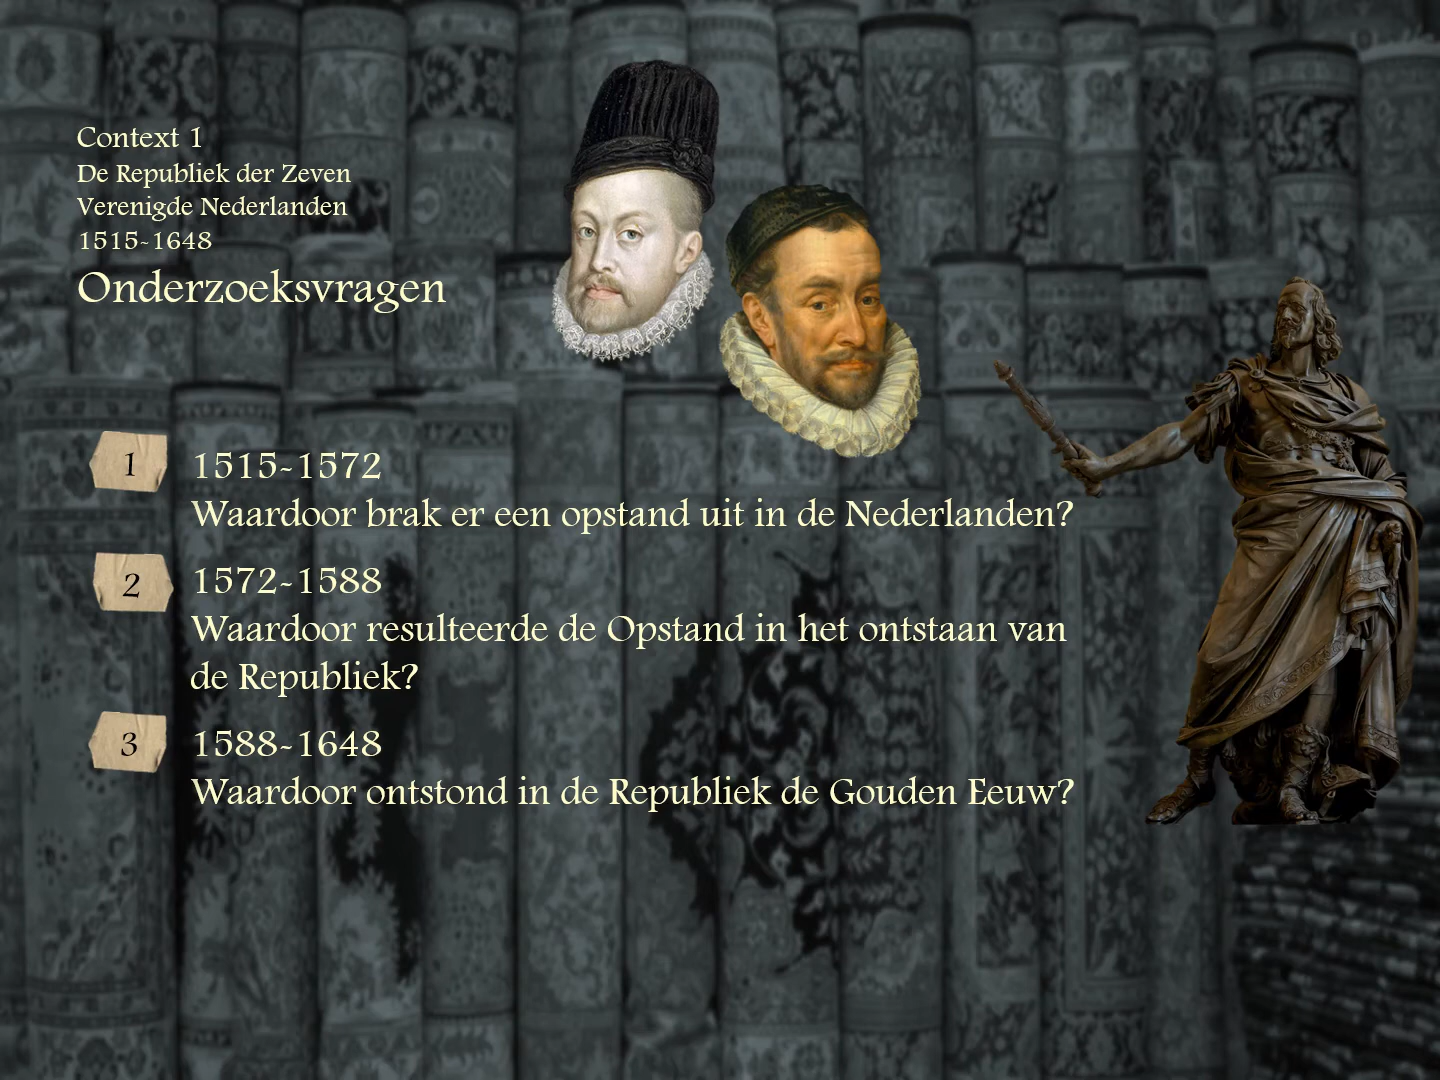 Context 1
De Republiek der Zeven
Verenigde Nederlanden
1515-1648
Onderzoeksvragen
1
1515-1572
Waardoor brak er een opstand uit in de Nederlanden?
2
1572-1588
Waardoor resulteerde de Opstand in het ontstaan van
de Republiek?
3
1588-1648
Waardoor ontstond in de Republiek de Gouden Eeuw?